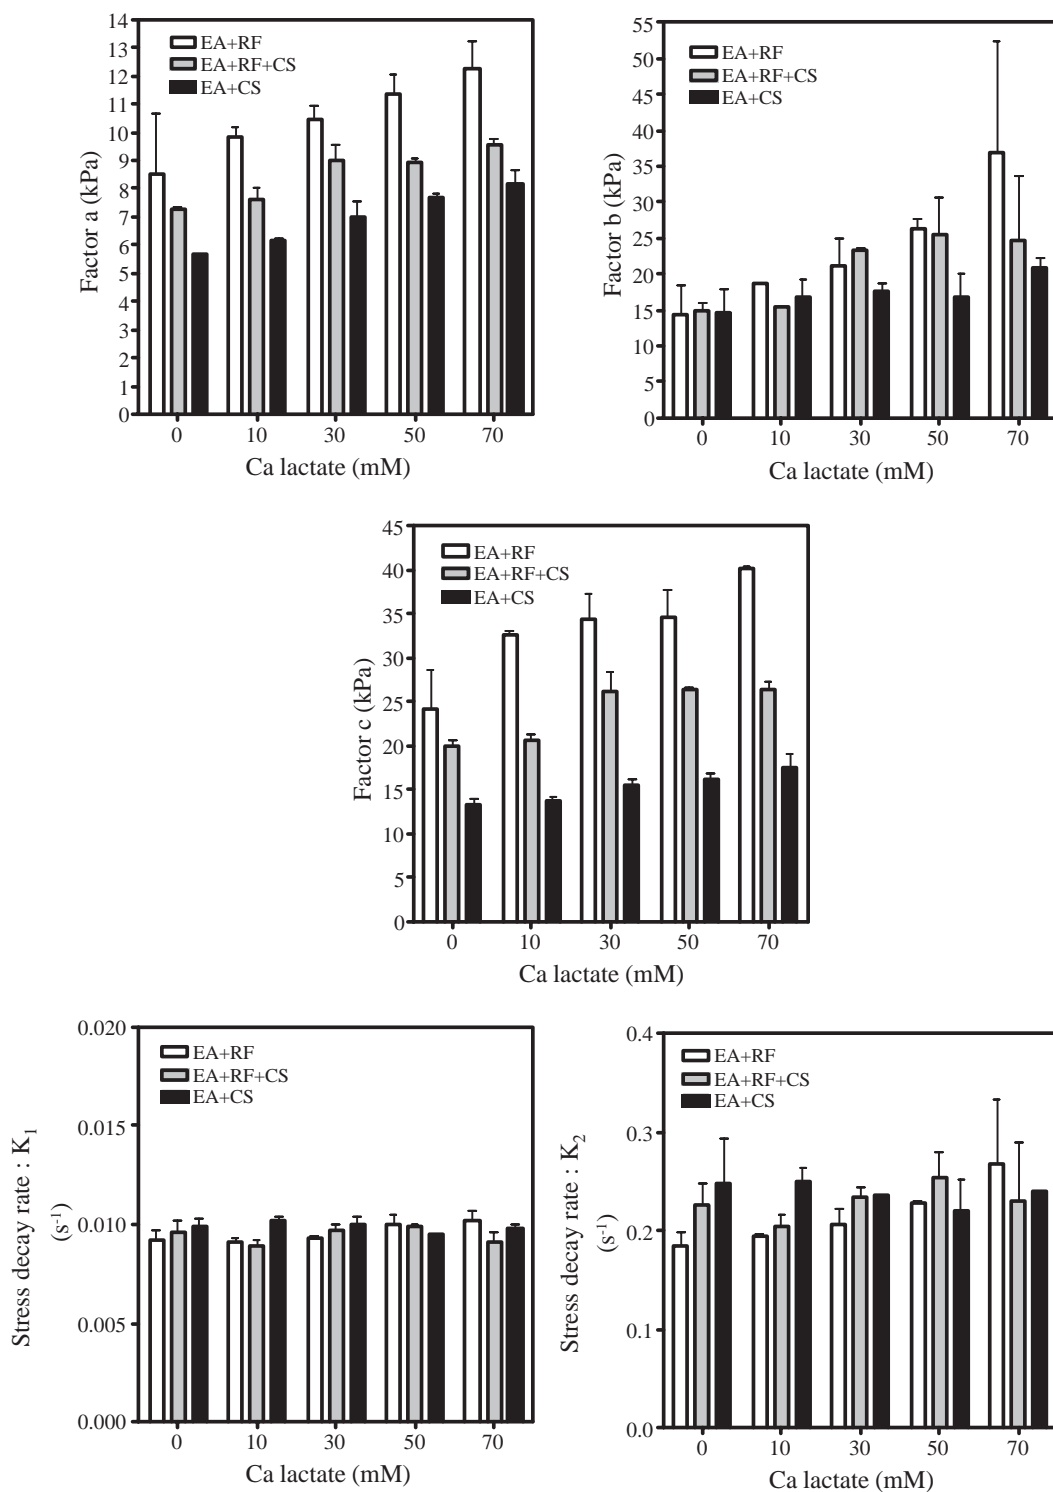 14
13
12
11
10
9
8
7
6
5
4
3
2
1
0
Factor a (kPa)
EA+RF
EA+RF+CS
EA+CS
0 10 30 50 70
Ca lactate (mM)
55
50
45
40
35
30
25
20
15
10
5
0
Factor b (kPa)
EA+RF
EA+RF+CS
EA+CS
0 10 30 50 70
Ca lactate (mM)
45
40
35
30
25
20
15
10
5
0
Factor c (kPa)
EA+RF
EA+RF+CS
EA+CS
0 10 30 50 70
Ca lactate (mM)
0.020
0.015
0.010
0.005
0.000
Stress decay rate : K₁
(s⁻¹)
EA+RF
EA+RF+CS
EA+CS
0 10 30 50 70
Ca lactate (mM)
0.4
0.3
0.2
0.1
0.0
Stress decay rate : K₂
(s⁻¹)
EA+RF
EA+RF+CS
EA+CS
0 10 30 50 70
Ca lactate (mM)